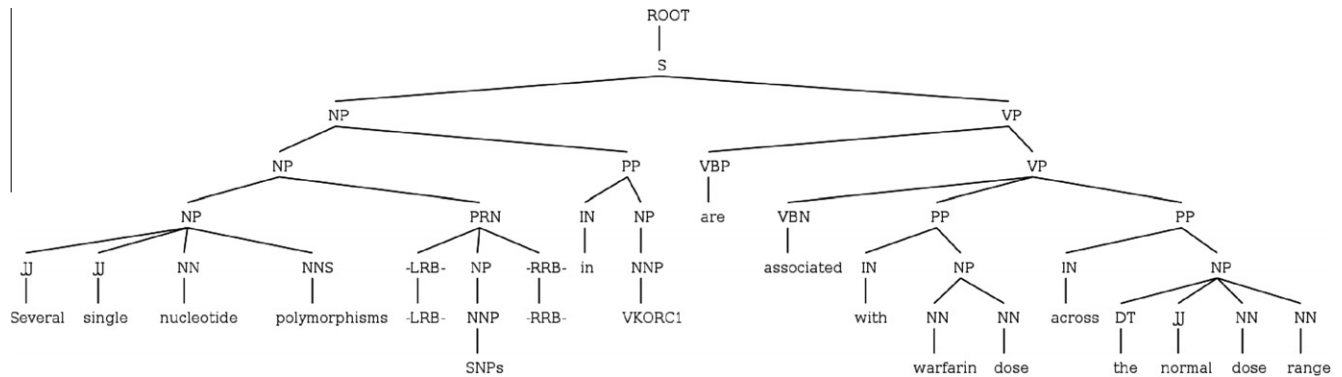 ROOT
S
NP VP
NP PP VBP VP
NP PRN IN NP are VBN PP PP
JJ JJ NN NNS -LRB- NP -RRB- in NNP associated IN NP IN NP
Several single nucleotide polymorphisms -LRB- NNP -RRB- VKORC1 with NN NN across DT JJ NN NN
SNPs warfarin dose the normal dose range